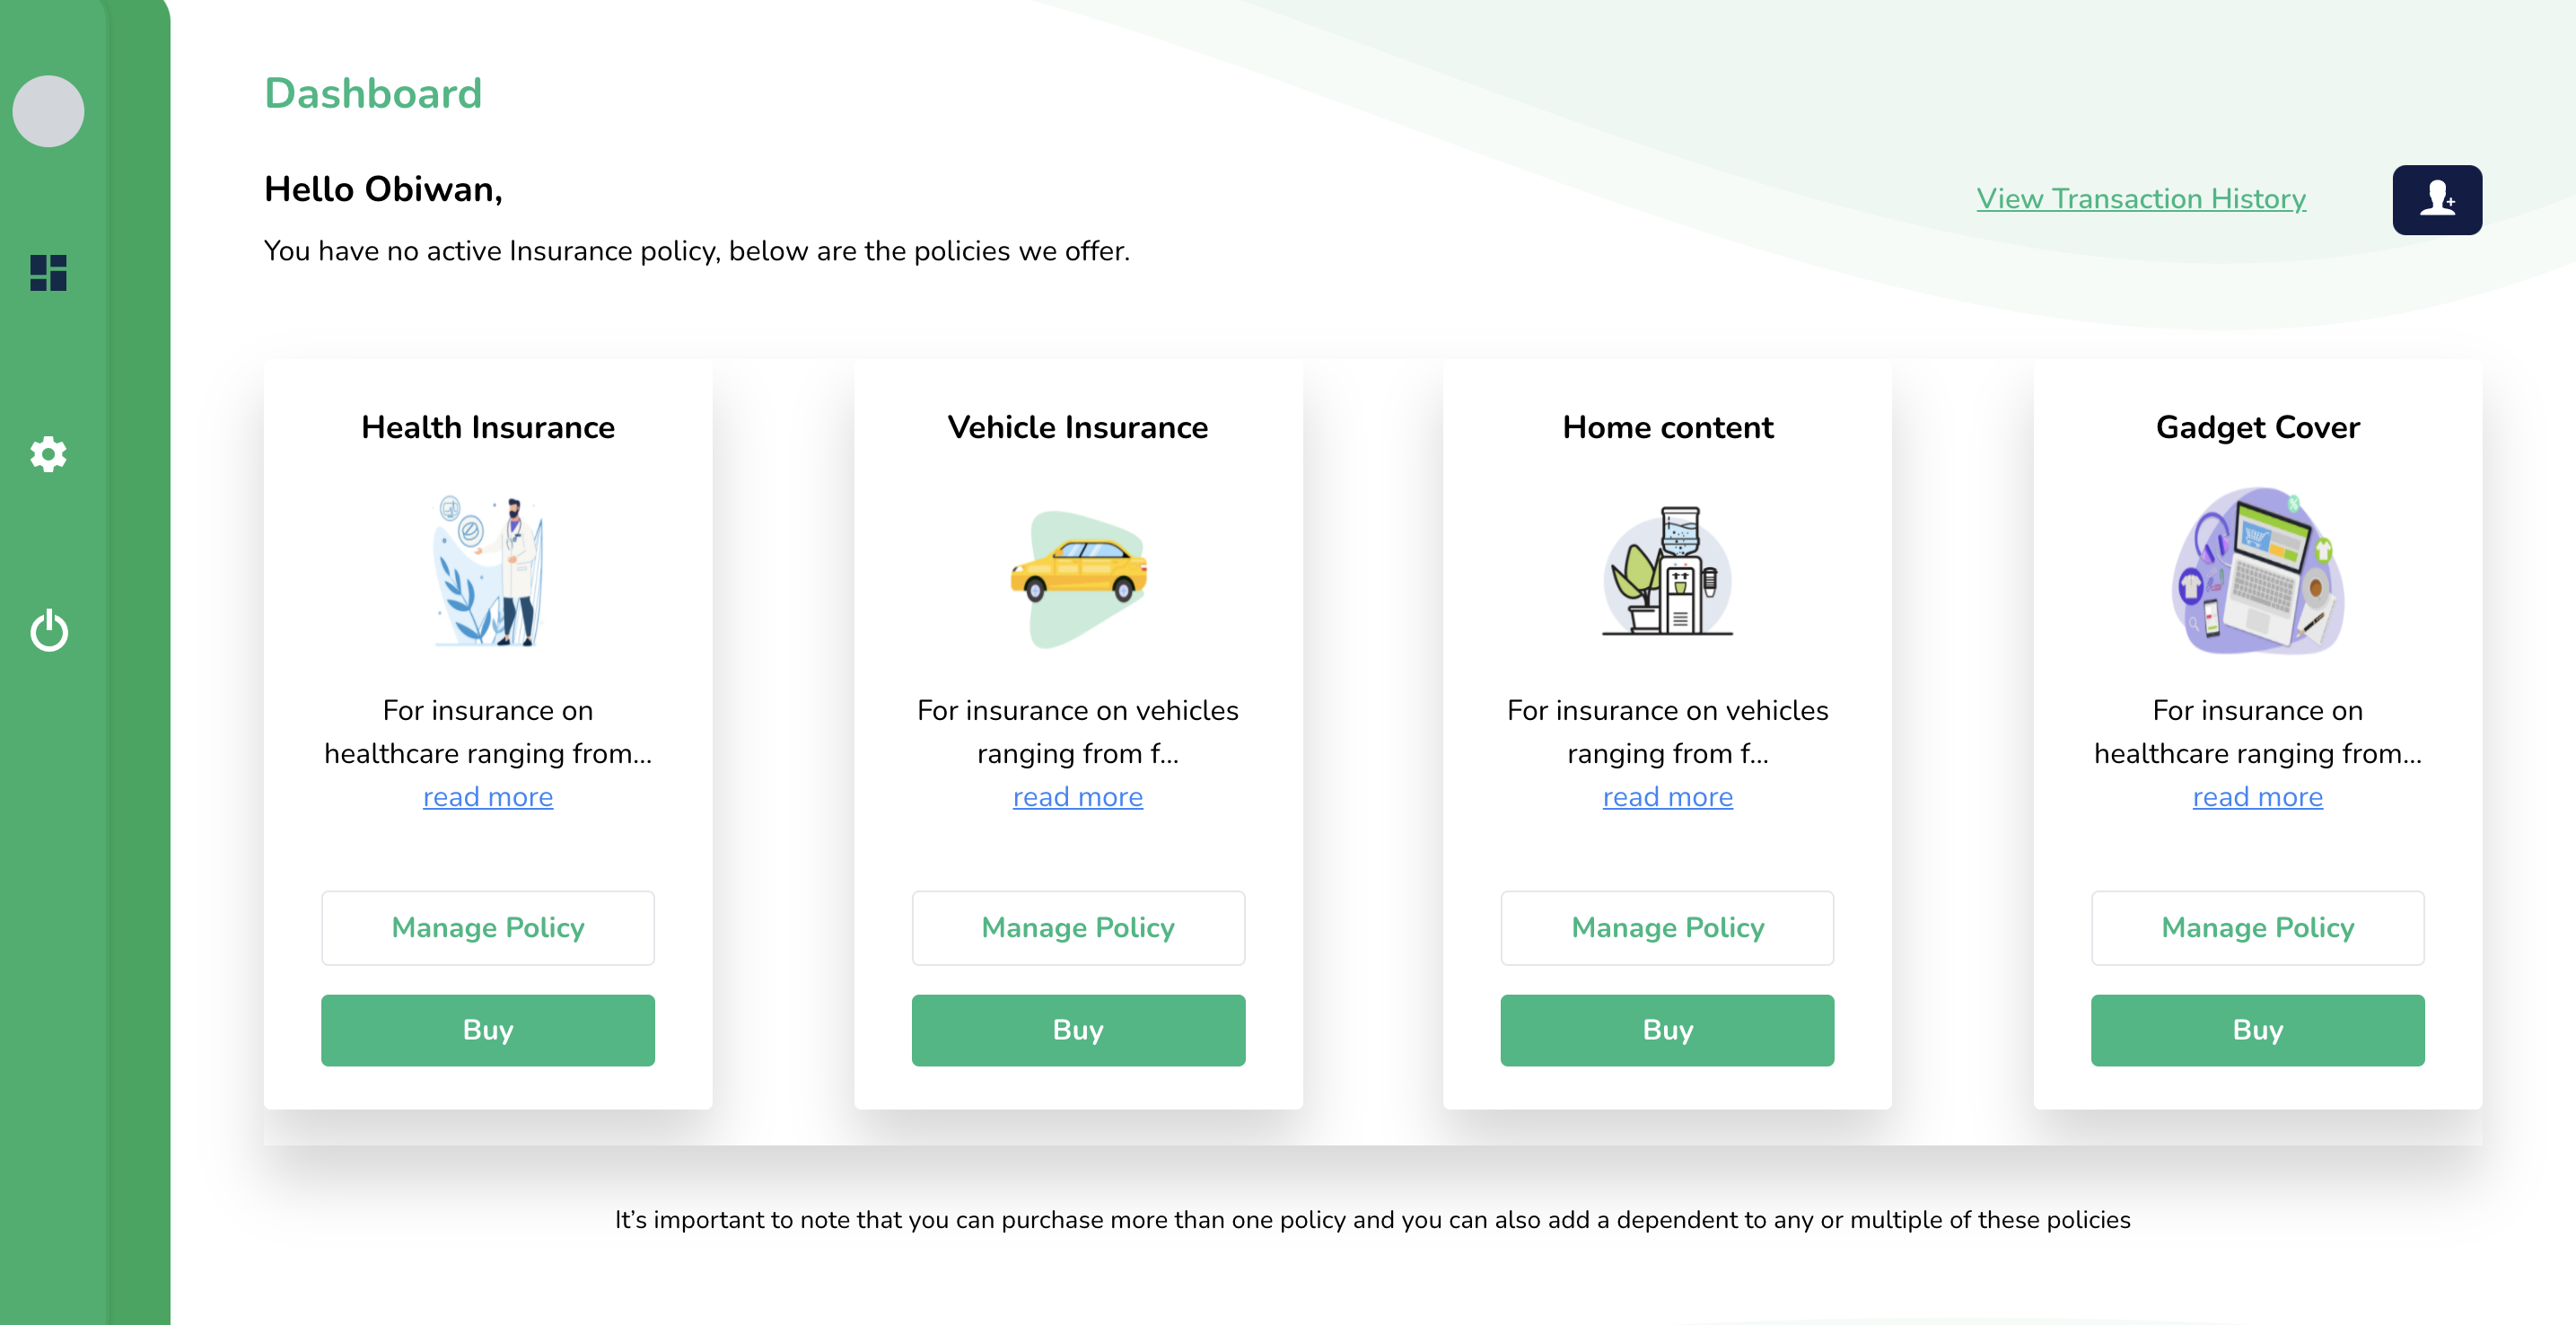 Dashboard
Hello Obiwan,
View Transaction History
You have no active Insurance policy, below are the policies we offer.
Health Insurance
For insurance on
healthcare ranging from...
read more
Manage Policy
Buy
Vehicle Insurance
For insurance on vehicles
ranging from f...
read more
Manage Policy
Buy
Home content
For insurance on vehicles
ranging from f...
read more
Manage Policy
Buy
Gadget Cover
For insurance on
healthcare ranging from...
read more
Manage Policy
Buy
It’s important to note that you can purchase more than one policy and you can also add a dependent to any or multiple of these policies